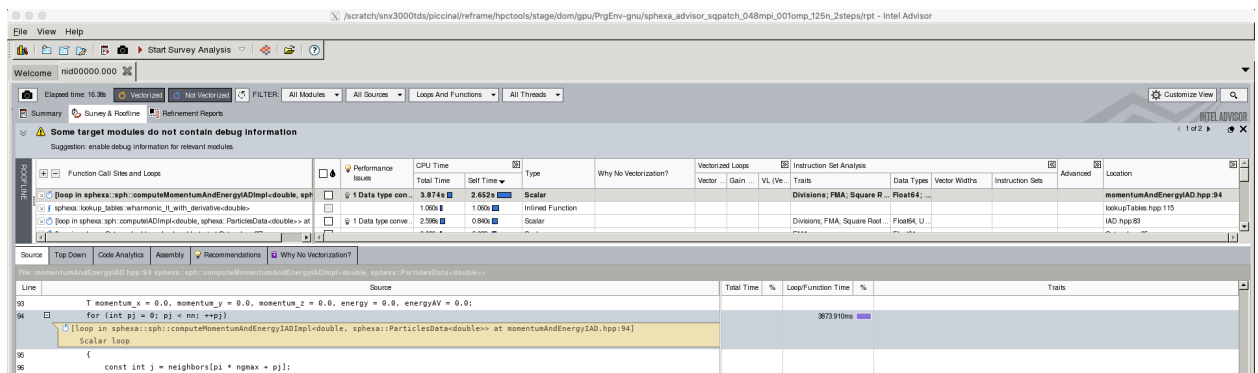 /scratch/snx3000tds/piccinal/reframe/hpctools/stage/dom/gpu/PrgEnv-gnu/sphexa_advisor_sqpatch_048mpi_001omp_125n_2steps/rpt - Intel Advisor
File View Help
Start Survey Analysis
Welcome nid00000.000
Elapsed time: 16.38s Vectorized Not Vectorized FILTER: All Modules All Sources Loops And Functions All Threads Customize View
Summary Survey & Roofline Refinement Reports INTEL ADVISOR
Some target modules do not contain debug information 1 of 2
Suggestion: enable debug information for relevant modules.
ROOFLINE
Function Call Sites and Loops Performance Issues CPU Time Total Time Self Time Type Why No Vectorization? Vectorized Loops Vector ... Gain ... VL (Ve... Instruction Set Analysis Traits Data Types Vector Widths Instruction Sets Advanced Location
[loop in sphexa::sph::computeMomentumAndEnergyIADImpl<double, sph 1 Data type con... 3.874s 2.652s Scalar Divisions; FMA; Square R... Float64; ... momentumAndEnergyIAD.hpp:94
sphexa::lookup_tables::wharmonic_lt_with_derivative<double> 1.060s 1.060s Inlined Function lookupTables.hpp:115
[loop in sphexa::sph::computeIADImpl<double, sphexa::ParticlesData<double>> at 1 Data type conve... 2.598s 0.840s Scalar Divisions; FMA; Square Root... Float64; U... IAD.hpp:83
Source Top Down Code Analytics Assembly Recommendations Why No Vectorization?
File: momentumAndEnergyIAD.hpp:94 sphexa::sph::computeMomentumAndEnergyIADImpl<double, sphexa::ParticlesData<double>>
Line Source Total Time % Loop/Function Time % Traits
93 T momentum_x = 0.0, momentum_y = 0.0, momentum_z = 0.0, energy = 0.0, energyAV = 0.0;
94 for (int pj = 0; pj < nn; ++pj) 3873.910ms
[loop in sphexa::sph::computeMomentumAndEnergyIADImpl<double, sphexa::ParticlesData<double>> at momentumAndEnergyIAD.hpp:94]
Scalar loop
95 {
96 const int j = neighbors[pi * ngmax + pj];